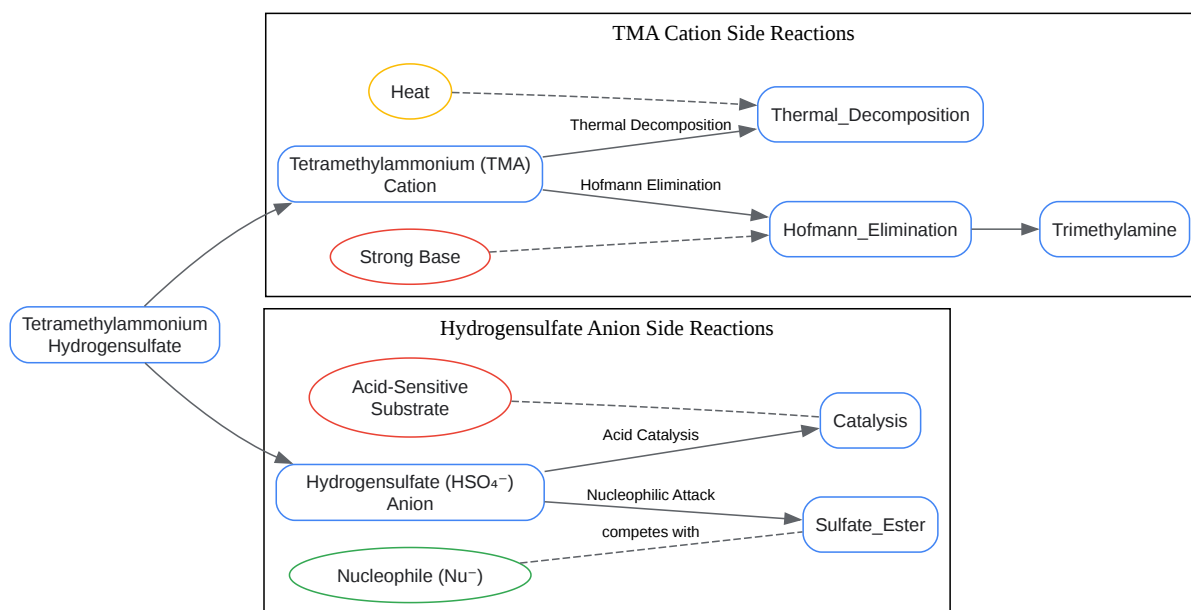 TMA Cation Side Reactions
Heat
Thermal_Decomposition
Thermal Decomposition
Tetramethylammonium (TMA)
Cation
Hofmann Elimination
Hofmann_Elimination
Trimethylamine
Strong Base
Tetramethylammonium
Hydrogensulfate
Hydrogensulfate Anion Side Reactions
Acid-Sensitive
Substrate
Catalysis
Acid Catalysis
Hydrogensulfate (HSO₄⁻)
Anion
Nucleophilic Attack
Sulfate_Ester
competes with
Nucleophile (Nu⁻)